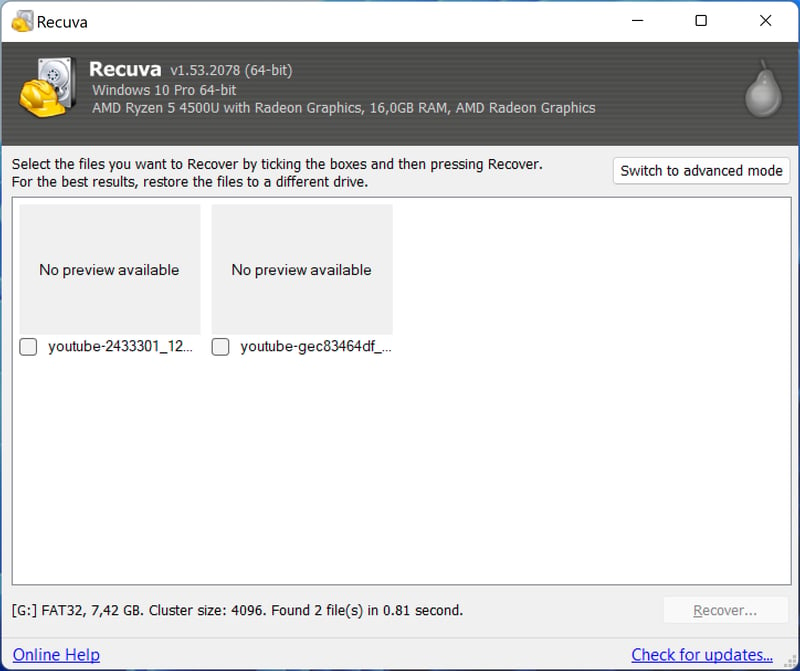 Recuva
Recuva v1.53.2078 (64-bit)
Windows 10 Pro 64-bit
AMD Ryzen 5 4500U with Radeon Graphics, 16,0GB RAM, AMD Radeon Graphics
Select the files you want to Recover by ticking the boxes and then pressing Recover.
For the best results, restore the files to a different drive.
Switch to advanced mode
No preview available
No preview available
youtube-2433301_12...
youtube-gec83464df_...
[G:] FAT32, 7,42 GB. Cluster size: 4096. Found 2 file(s) in 0.81 second.
Recover...
Online Help
Check for updates...